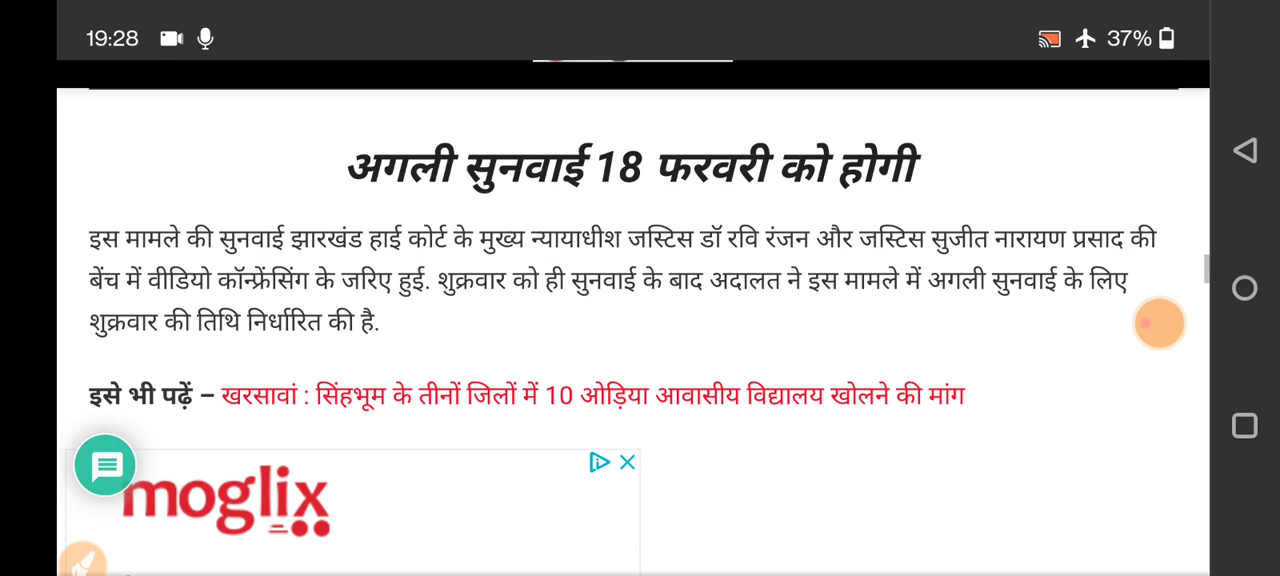 19:28
37%
अगली सुनवाई 18 फरवरी को होगी
इस मामले की सुनवाई झारखंड हाई कोर्ट के मुख्य न्यायाधीश जस्टिस डॉ रवि रंजन और जस्टिस सुजीत नारायण प्रसाद की
बेंच में वीडियो कॉन्फ्रेंसिंग के जरिए हुई. शुक्रवार को ही सुनवाई के बाद अदालत ने इस मामले में अगली सुनवाई के लिए
शुक्रवार की तिथि निर्धारित की है.
इसे भी पढ़ें – खरसावां : सिंहभूम के तीनों जिलों में 10 ओड़िया आवासीय विद्यालय खोलने की मांग
moglix